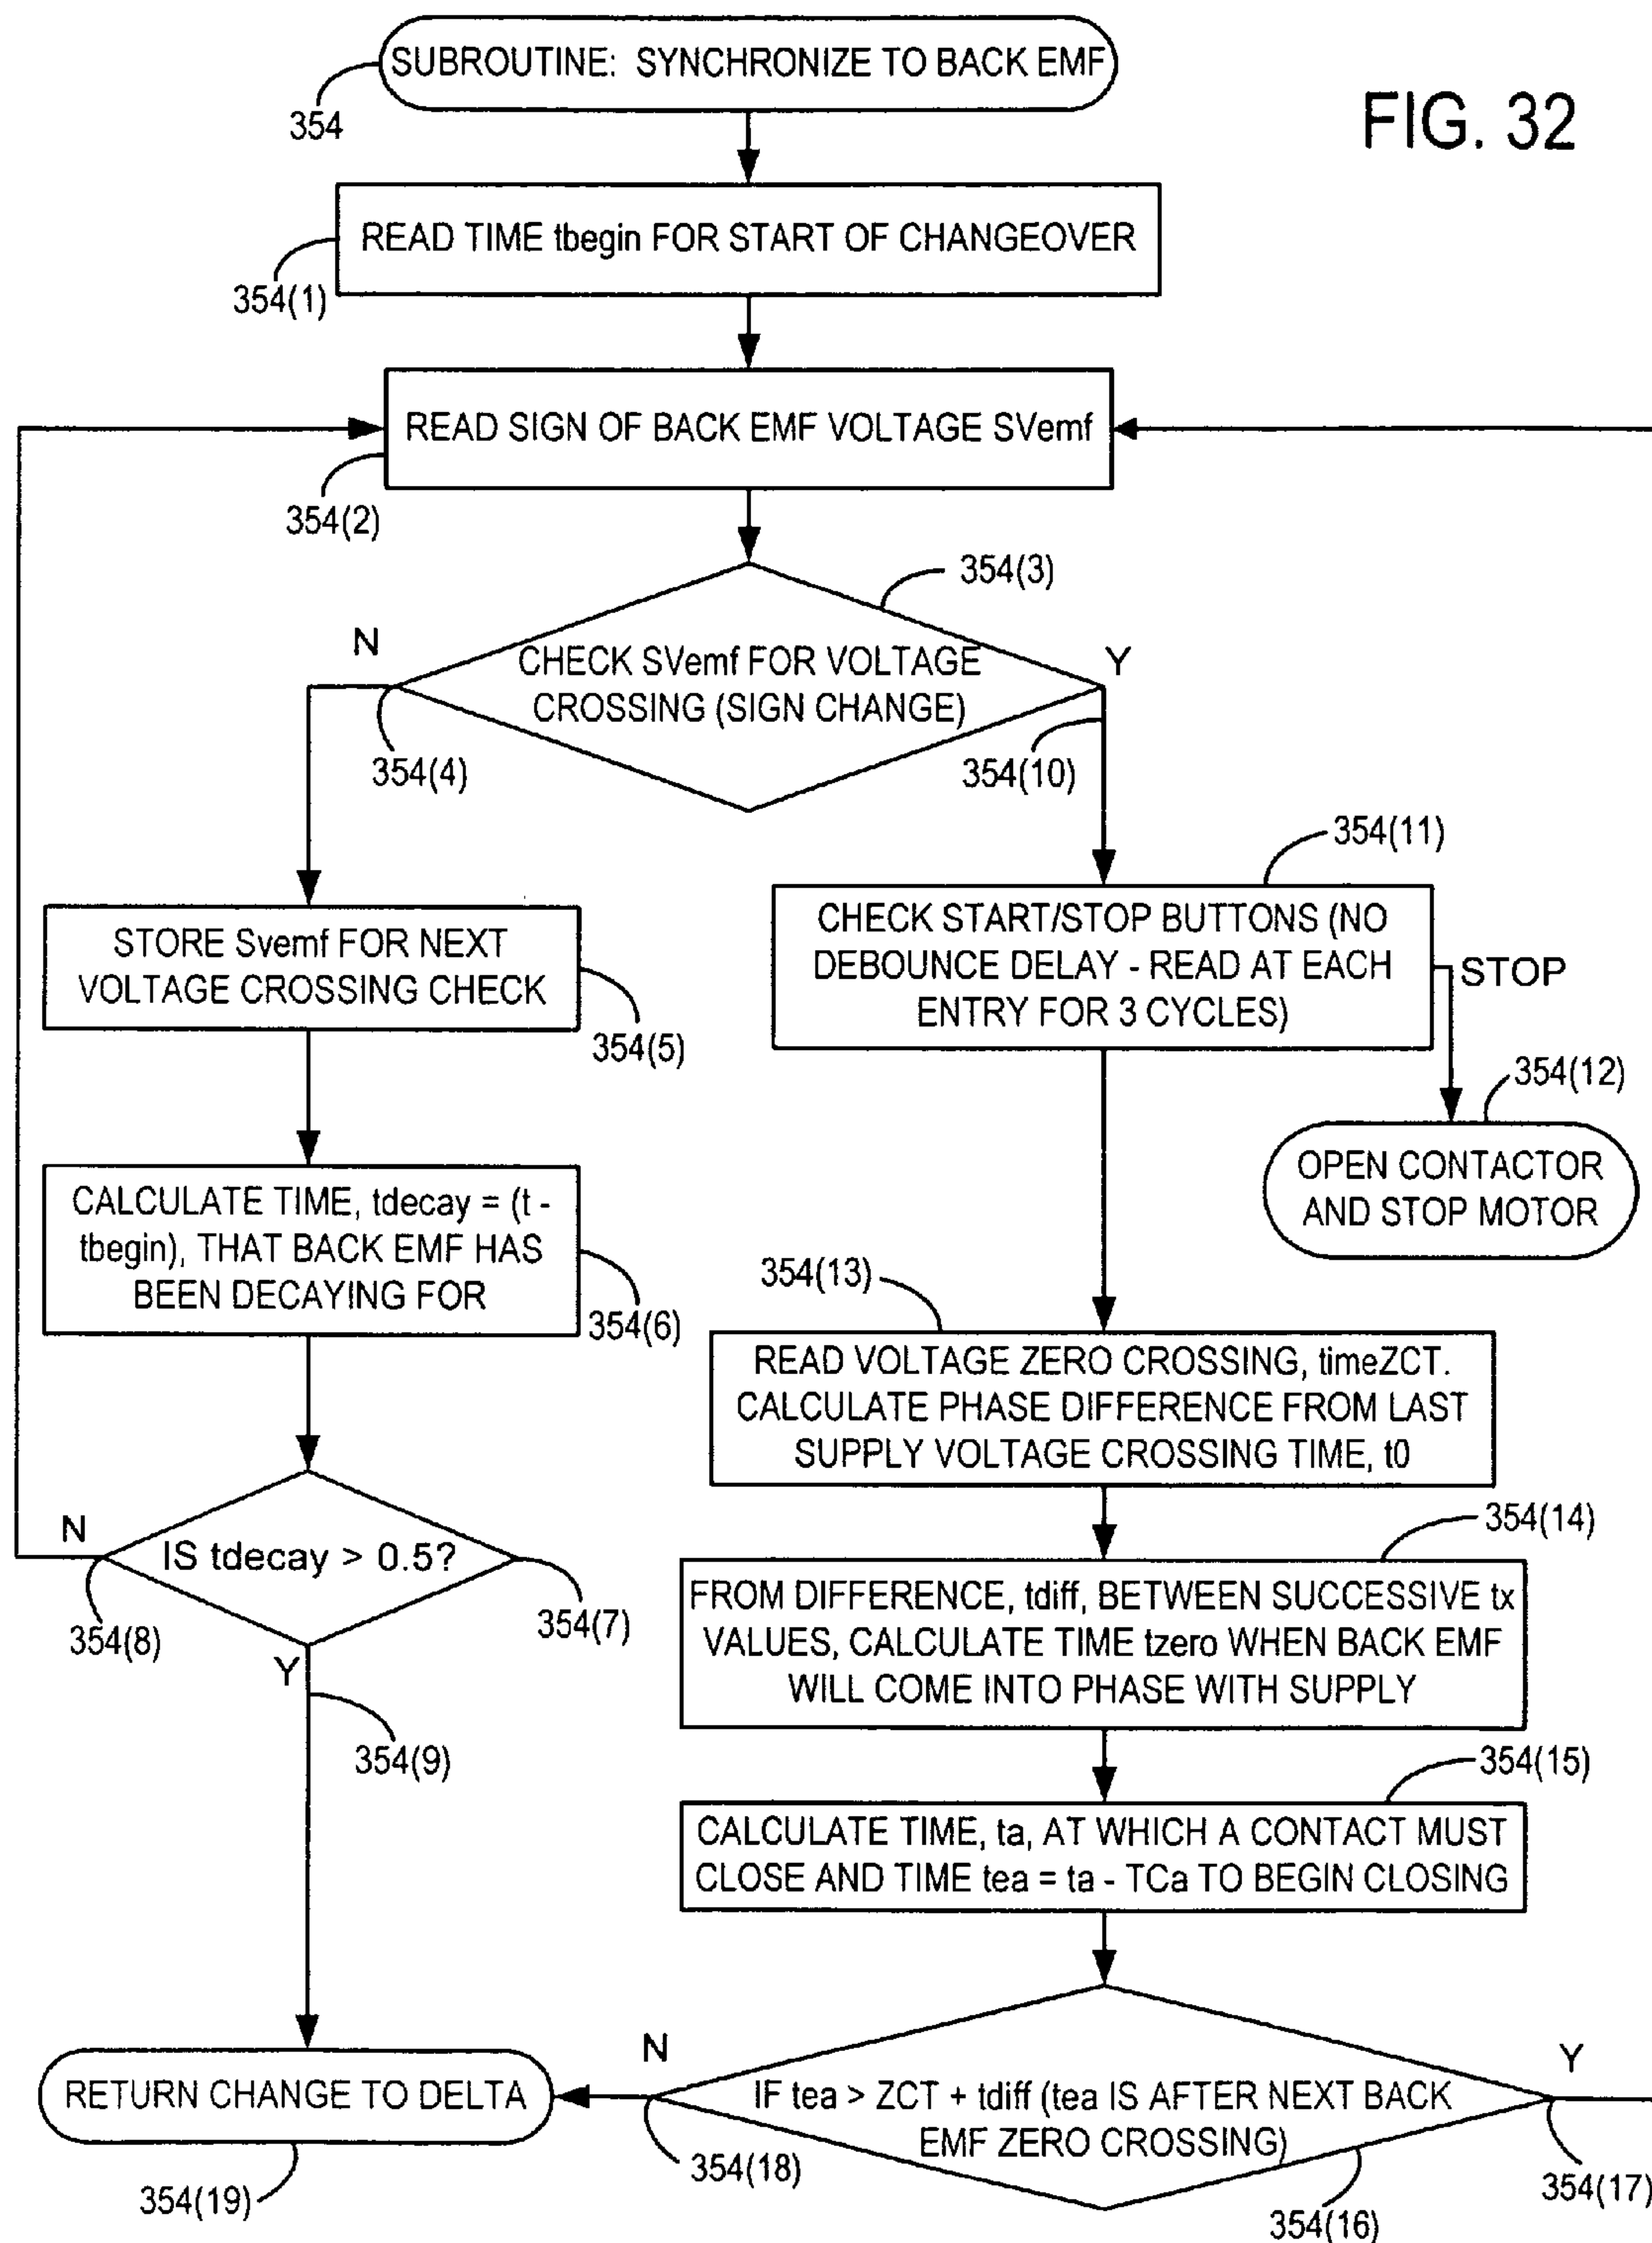 SUBROUTINE: SYNCHRONIZE TO BACK EMF
354
FIG. 32
READ TIME tbegin FOR START OF CHANGEOVER
354(1)
READ SIGN OF BACK EMF VOLTAGE SVemf
354(2)
354(3)
N
CHECK SVemf FOR VOLTAGE
CROSSING (SIGN CHANGE)
Y
354(4)
354(10)
354(11)
STORE Svemf FOR NEXT
VOLTAGE CROSSING CHECK
354(5)
CHECK START/STOP BUTTONS (NO
DEBOUNCE DELAY - READ AT EACH
ENTRY FOR 3 CYCLES)
STOP
354(12)
OPEN CONTACTOR
AND STOP MOTOR
CALCULATE TIME, tdecay = (t -
tbegin), THAT BACK EMF HAS
BEEN DECAYING FOR
354(6)
354(13)
READ VOLTAGE ZERO CROSSING, timeZCT.
CALCULATE PHASE DIFFERENCE FROM LAST
SUPPLY VOLTAGE CROSSING TIME, t0
N
IS tdecay > 0.5?
354(8)
354(7)
Y
354(9)
354(14)
FROM DIFFERENCE, tdiff, BETWEEN SUCCESSIVE tx
VALUES, CALCULATE TIME tzero WHEN BACK EMF
WILL COME INTO PHASE WITH SUPPLY
354(15)
CALCULATE TIME, ta, AT WHICH A CONTACT MUST
CLOSE AND TIME tea = ta - TCa TO BEGIN CLOSING
N
Y
RETURN CHANGE TO DELTA
IF tea > ZCT + tdiff (tea IS AFTER NEXT BACK
EMF ZERO CROSSING)
354(18)
354(17)
354(19)
354(16)